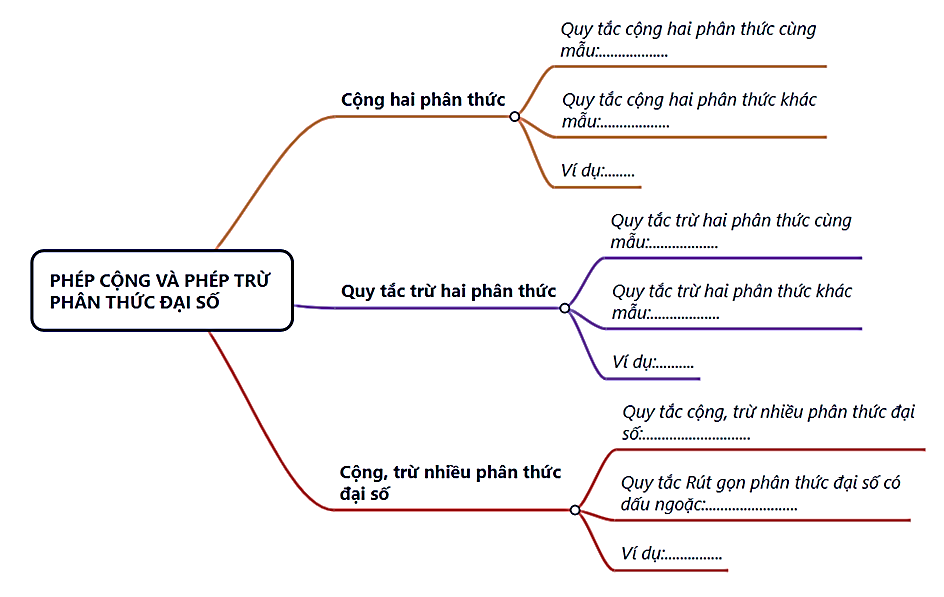 Quy tắc cộng hai phân thức cùng
mẫu:..................
Cộng hai phân thức
Quy tắc cộng hai phân thức khác
mẫu:..................
Ví dụ:........
PHÉP CỘNG VÀ PHÉP TRỪ
PHÂN THỨC ĐẠI SỐ
Quy tắc trừ hai phân thức
Quy tắc trừ hai phân thức cùng
mẫu:..................
Quy tắc trừ hai phân thức khác
mẫu:..................
Ví dụ:..........
Cộng, trừ nhiều phân thức
đại số
Quy tắc cộng, trừ nhiều phân thức đại
số:............................
Quy tắc Rút gọn phân thức đại số có
dấu ngoặc:........................
Ví dụ:...............